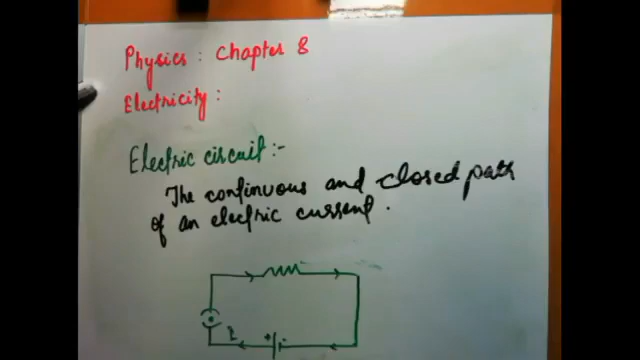 Physics : Chapter 8
Electricity :
Electric circuit :-
The continuous and closed path
of an electric current .
+ -